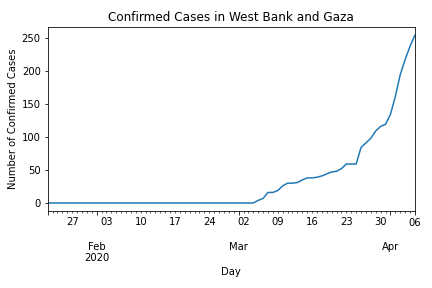 Confirmed Cases in West Bank and Gaza
250
200
150
100
50
0
Number of Confirmed Cases
27 03 10 17 24 02 09 16 23 30 06
Feb Mar Apr
2020
Day